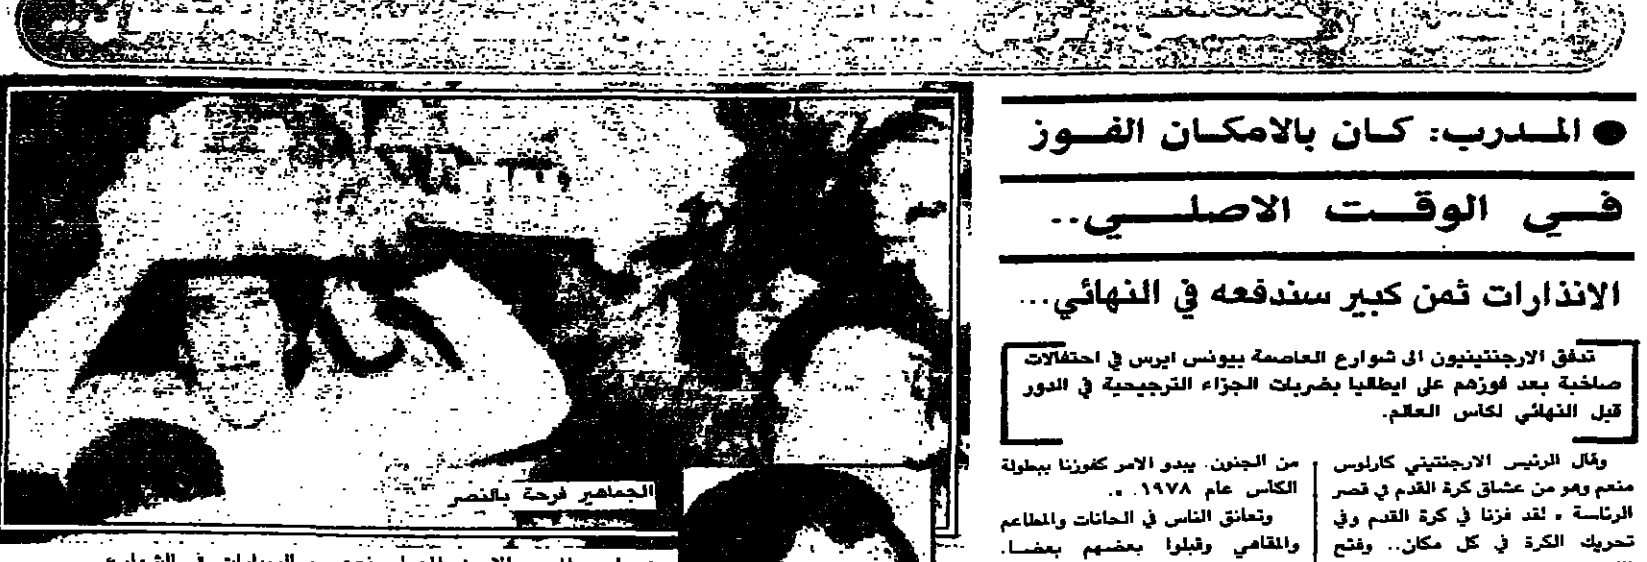 ● المدرب: كان بالامكان الفوز
في الوقت الاصلي..
الانذارات ثمن كبير سندفعه في النهائي...
تدفق الارجنتينيون الى شوارع العاصمة بيونس ايرس في احتفالات
صاخبة بعد فوزهم على ايطاليا بضربات الجزاء الترجيحية في الدور
قبل النهائي لكاس العالم.
وقال الرئيس الارجنتيني كارلوس
منعم وهو من عشاق كرة القدم في قصر
الرئاسة « لقد فزنا في كرة القدم وفي
تحريك الكرة في كل مكان.. وفتح
من الجنون. يبدو الامر كفوزنا ببطولة
الكأس عام ١٩٧٨ ».
وتعانق الناس في الحانات والمطاعم
والمقاهي وقبلوا بعضهم بعضا.
الجماهير فرحة بالنصر